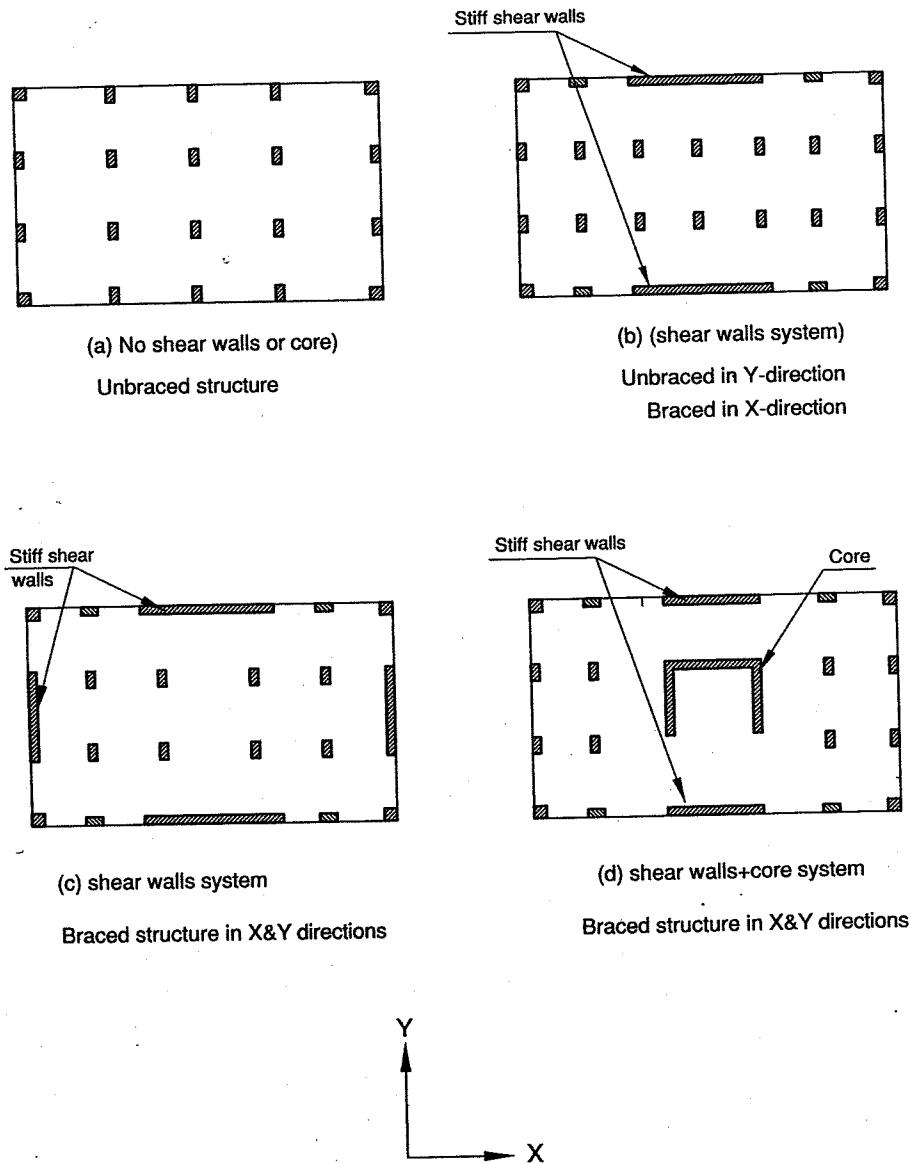 Stiff shear walls
(a) No shear walls or core)
Unbraced structure
(b) (shear walls system)
Unbraced in Y-direction
Braced in X-direction
Stiff shear
walls
(c) shear walls system
Braced structure in X&Y directions
Stiff shear walls
Core
(d) shear walls+core system
Braced structure in X&Y directions
Y
X